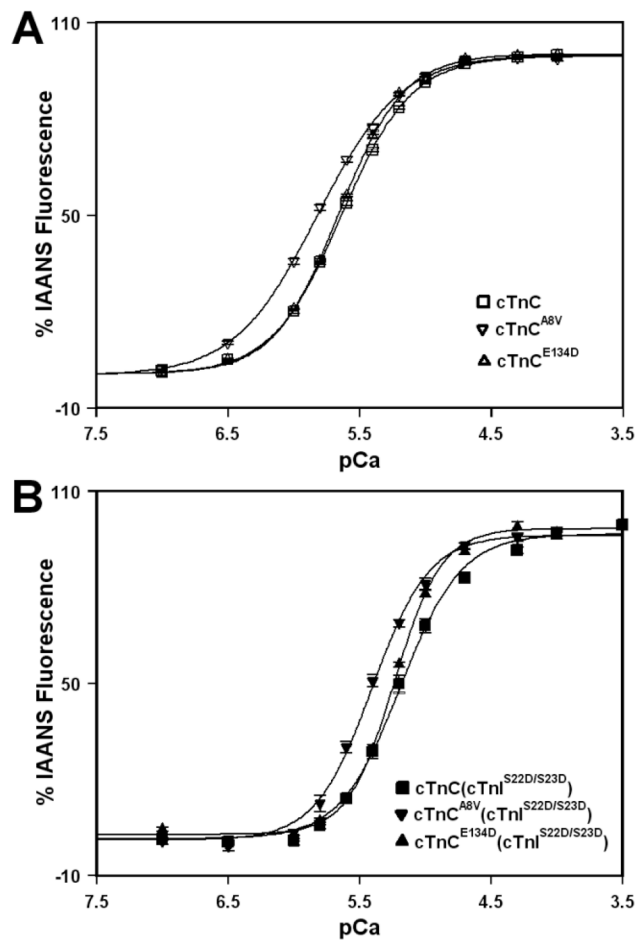 A
110
50
-10
% IAANS Fluorescence
cTnC
cTnC^A8V
cTnC^E134D
7.5 6.5 5.5 4.5 3.5
pCa
B
110
50
-10
% IAANS Fluorescence
cTnC(cTnI^S22D/S23D)
cTnC^A8V(cTnI^S22D/S23D)
cTnC^E134D(cTnI^S22D/S23D)
7.5 6.5 5.5 4.5 3.5
pCa